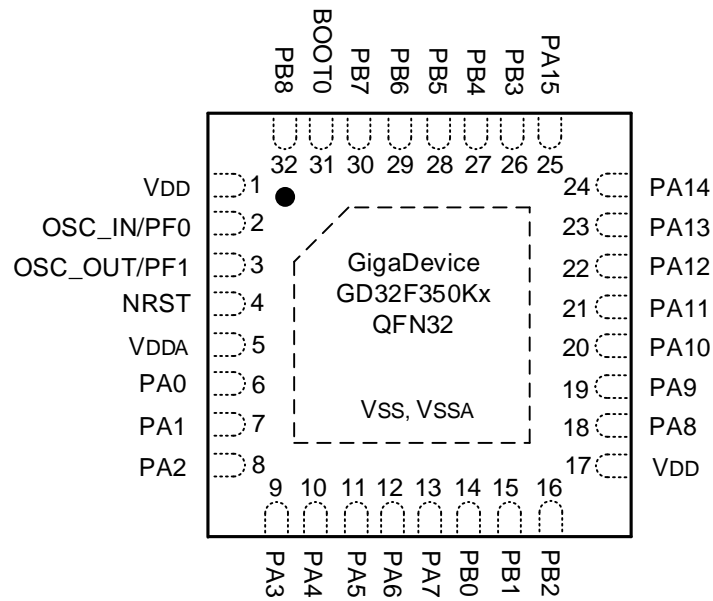 PB8 BOOT0 PB7 PB6 PB5 PB4 PB3 PA15
32 31 30 29 28 27 26 25
VDD 1
OSC_IN/PF0 2
OSC_OUT/PF1 3
NRST 4
VDDA 5
PA0 6
PA1 7
PA2 8
GigaDevice
GD32F350Kx
QFN32
VSS, VSSA
24 PA14
23 PA13
22 PA12
21 PA11
20 PA10
19 PA9
18 PA8
17 VDD
9 10 11 12 13 14 15 16
PA3 PA4 PA5 PA6 PA7 PB0 PB1 PB2